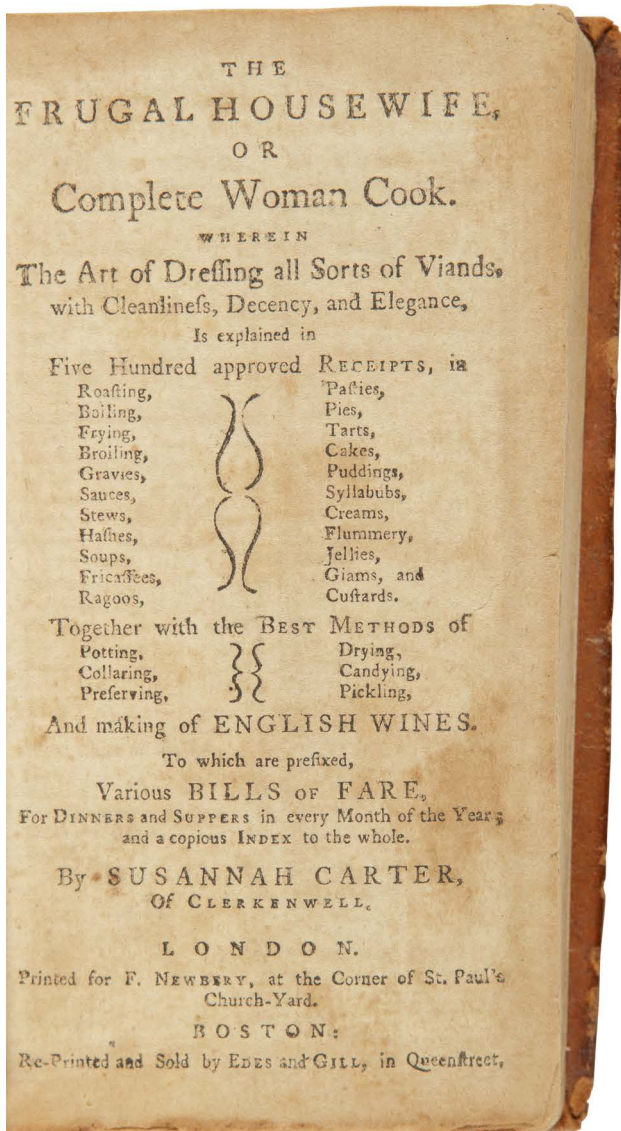 THE
FRUGAL HOUSEWIFE,
OR
Complete Woman Cook.
WHEREIN
The Art of Dreſſing all Sorts of Viands,
with Cleanlineſs, Decency, and Elegance,
Is explained in
Five Hundred approved RECEIPTS, in
Roaſting, Paſties,
Boiling, Pies,
Frying, Tarts,
Broiling, Cakes,
Gravies, Puddings,
Sauces, Syllabubs,
Stews, Creams,
Haſhes, Flummery,
Soups, Jellies,
Fricaſſees, Giams, and
Ragoos, Cuſtards.
Together with the BEST METHODS of
Potting, Drying,
Collaring, Candying,
Preſerving, Pickling,
And making of ENGLISH WINES.
To which are prefixed,
Various BILLS OF FARE,
For DINNERS and SUPPERS in every Month of the Year;
and a copious INDEX to the whole.
By SUSANNAH CARTER,
Of CLERKENWELL.
LONDON.
Printed for F. NEWBERY, at the Corner of St. Paul's
Church-Yard.
BOSTON:
Re-Printed and Sold by EDES and GILL, in Queenſtreet,